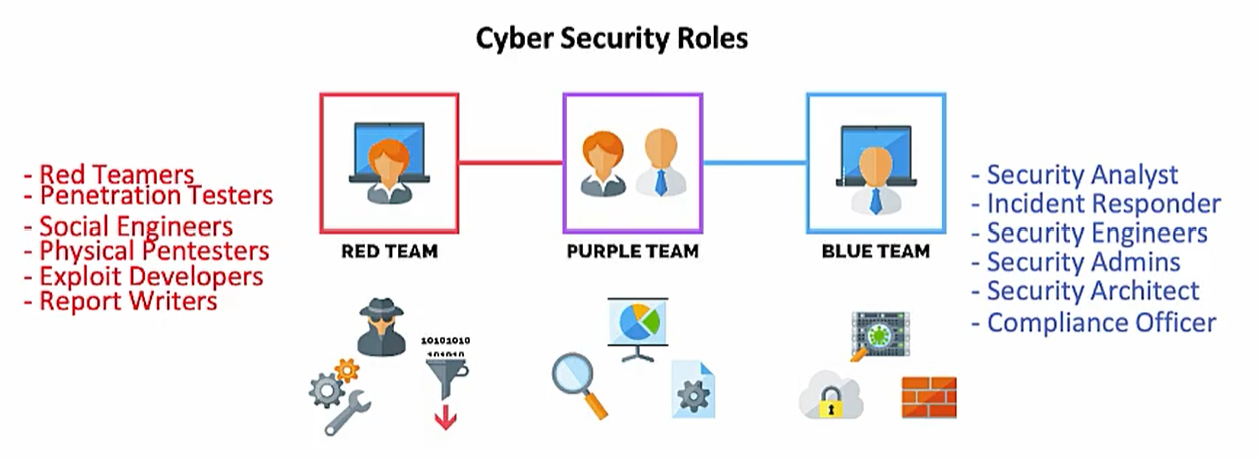 Cyber Security Roles
- Red Teamers
- Penetration Testers
- Social Engineers
- Physical Pentesters
- Exploit Developers
- Report Writers
RED TEAM
PURPLE TEAM
BLUE TEAM
- Security Analyst
- Incident Responder
- Security Engineers
- Security Admins
- Security Architect
- Compliance Officer
10101010
101010